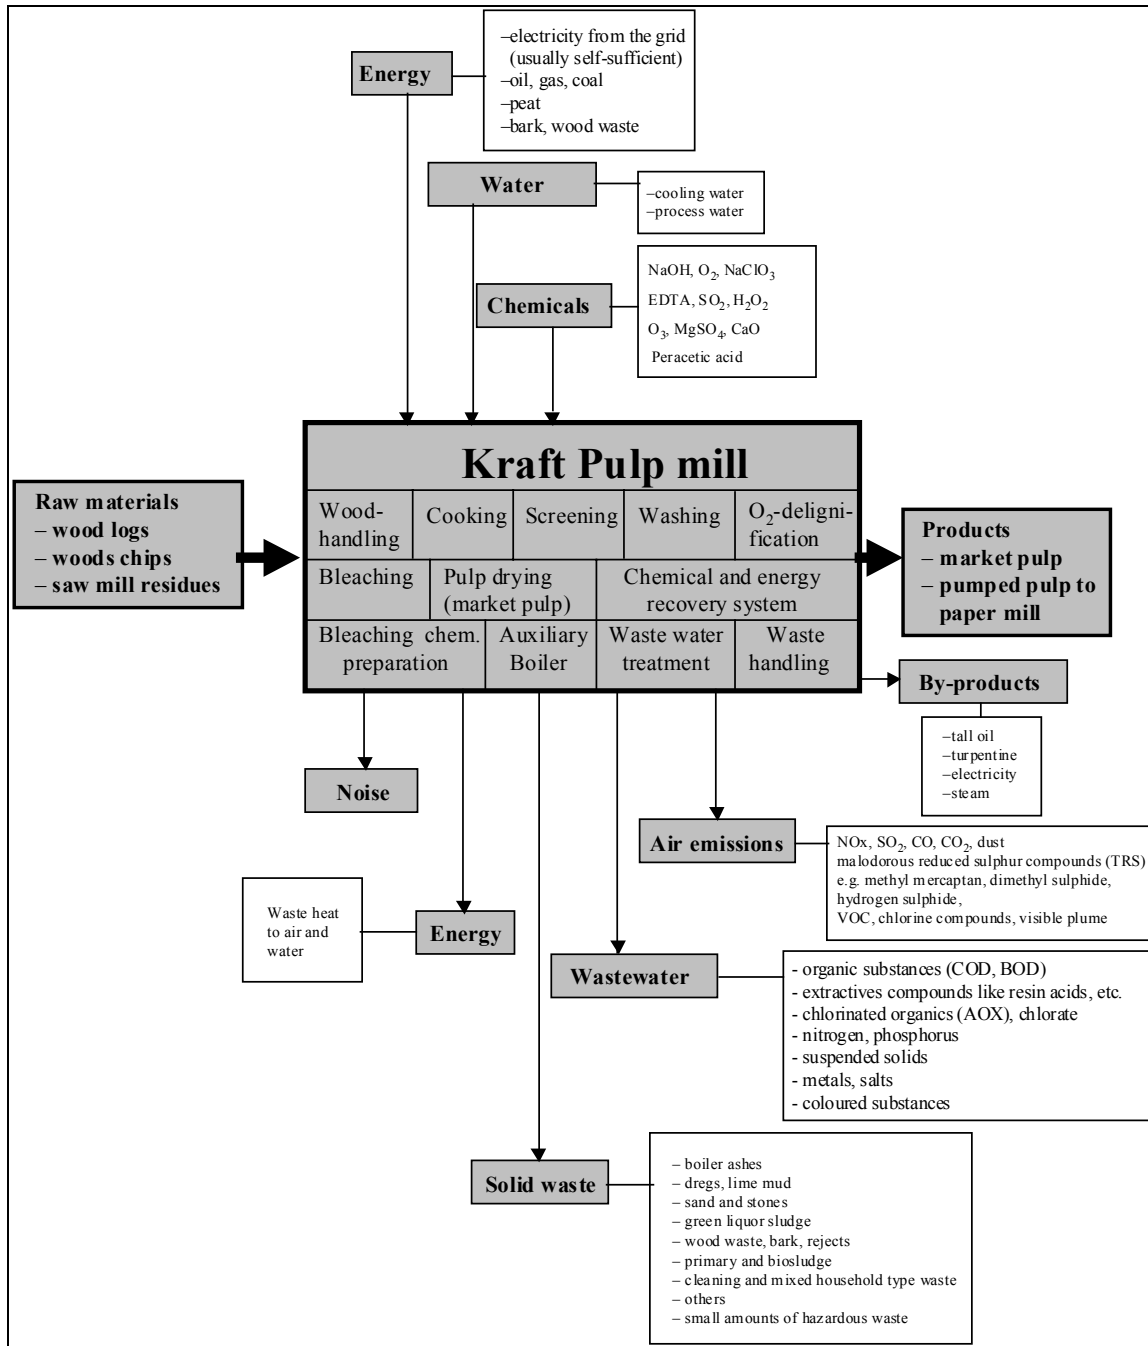 Energy
–electricity from the grid
(usually self-sufficient)
–oil, gas, coal
–peat
–bark, wood waste
Water
–cooling water
–process water
Chemicals
NaOH, O2, NaClO3
EDTA, SO2, H2O2
O3, MgSO4, CaO
Peracetic acid
Raw materials
– wood logs
– woods chips
– saw mill residues
Kraft Pulp mill
Wood-
handling
Cooking
Screening
Washing
O2-deligni-
fication
Bleaching
Pulp drying
(market pulp)
Chemical and energy
recovery system
Bleaching chem.
preparation
Auxiliary
Boiler
Waste water
treatment
Waste
handling
Products
– market pulp
– pumped pulp to
paper mill
By-products
–tall oil
–turpentine
–electricity
–steam
Noise
Air emissions
NOx, SO2, CO, CO2, dust
malodorous reduced sulphur compounds (TRS)
e.g. methyl mercaptan, dimethyl sulphide,
hydrogen sulphide,
VOC, chlorine compounds, visible plume
Waste heat
to air and
water
Energy
Wastewater
- organic substances (COD, BOD)
- extractives compounds like resin acids, etc.
- chlorinated organics (AOX), chlorate
- nitrogen, phosphorus
- suspended solids
- metals, salts
- coloured substances
Solid waste
– boiler ashes
– dregs, lime mud
– sand and stones
– green liquor sludge
– wood waste, bark, rejects
– primary and biosludge
– cleaning and mixed household type waste
– others
– small amounts of hazardous waste